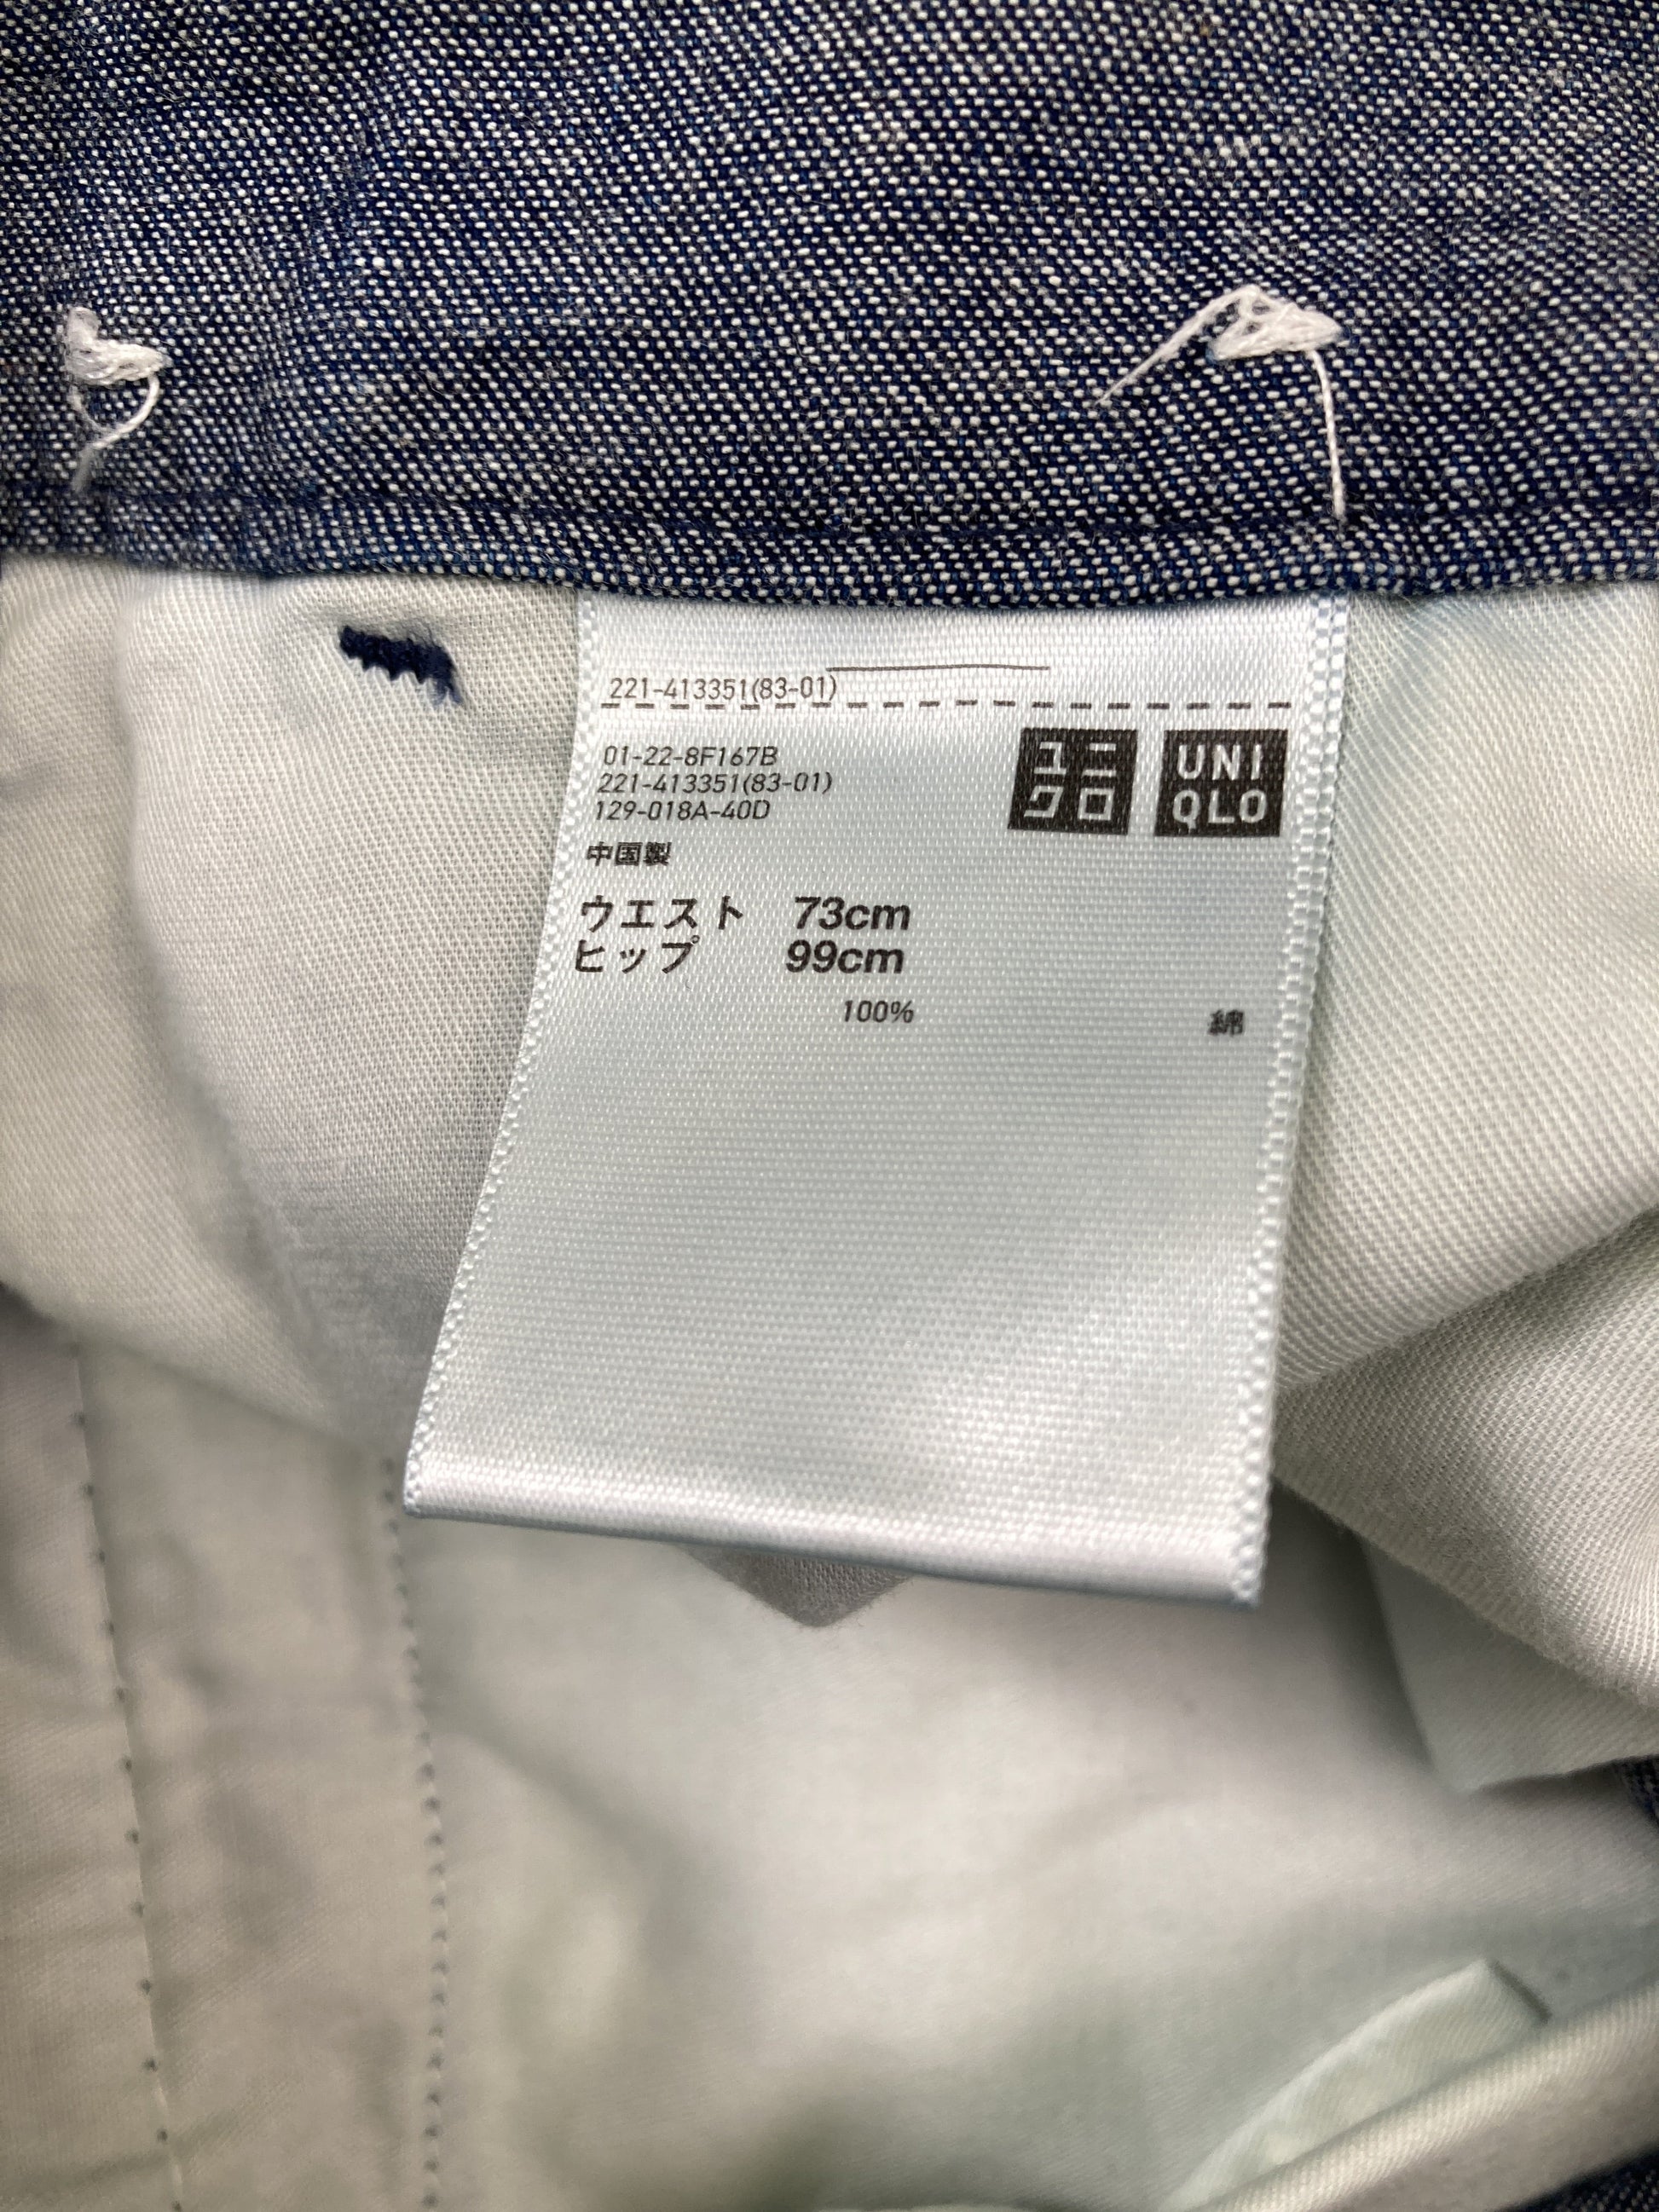 221-413351(83-01)
01-22-8F167B
221-413351(83-01)
129-018A-40D
ユニ
クロ
UNI
QLO
中国製
ウエスト 73cm
ヒップ 99cm
100% 綿